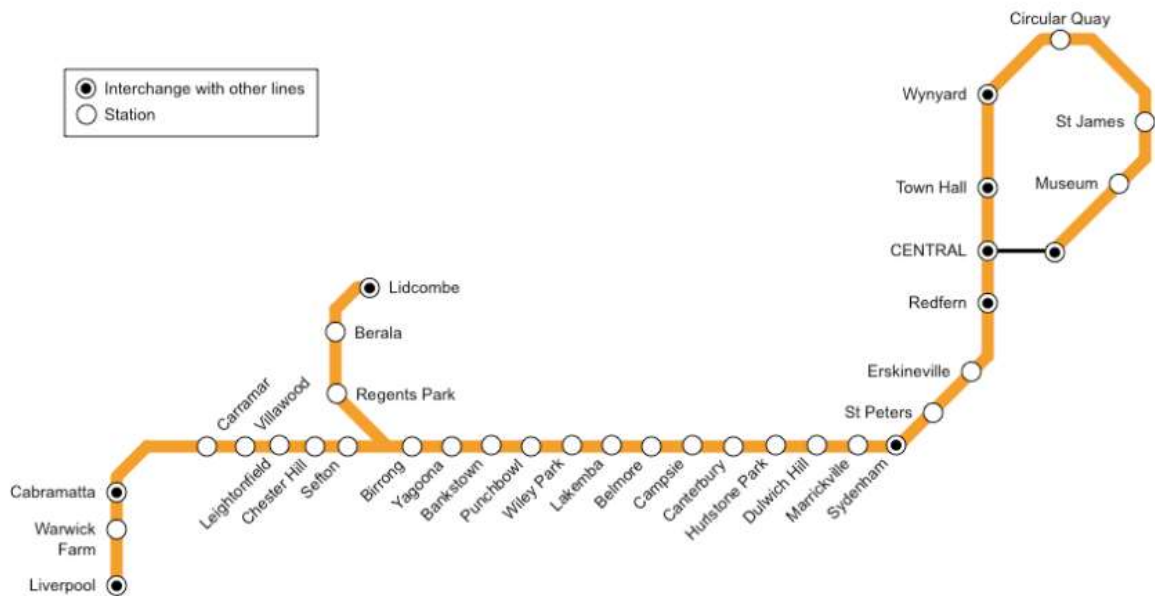 Circular Quay
Interchange with other lines
Station
Wynyard
St James
Town Hall
Museum
CENTRAL
Lidcombe
Redfern
Berala
Erskineville
Regents Park
St Peters
Carramar
Villawood
Leightonfield
Chester Hill
Sefton
Birrong
Yagoona
Bankstown
Punchbowl
Wiley Park
Lakemba
Belmore
Campsie
Canterbury
Hurlstone Park
Dulwich Hill
Marrickville
Sydenham
Cabramatta
Warwick
Farm
Liverpool